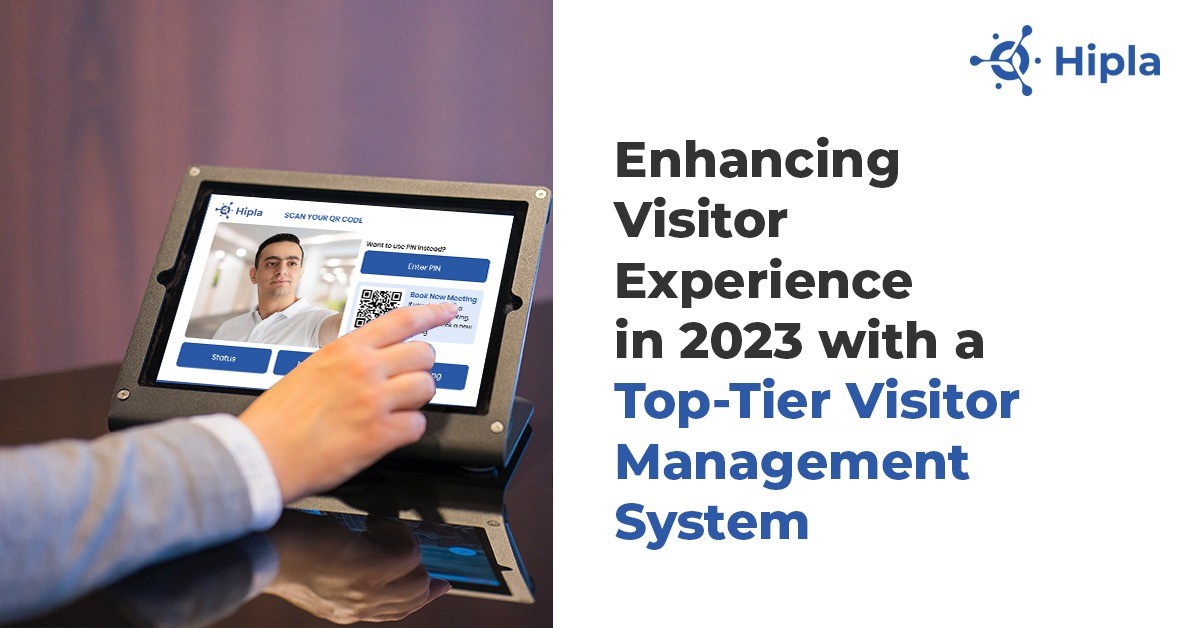 Hipla
Enhancing
Visitor
Experience
in 2023 with a
Top-Tier Visitor
Management
System
Hipla
SCAN YOUR QR CODE
Want to use PIN instead?
Enter PIN
Book New Meeting
Status